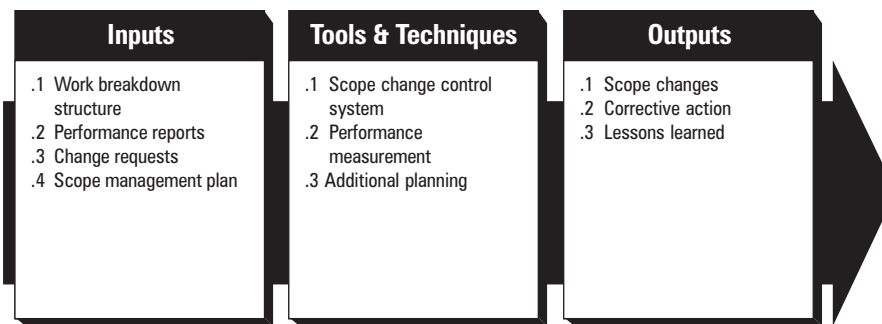 Inputs
.1 Work breakdown
structure
.2 Performance reports
.3 Change requests
.4 Scope management plan
Tools & Techniques
.1 Scope change control
system
.2 Performance
measurement
.3 Additional planning
Outputs
.1 Scope changes
.2 Corrective action
.3 Lessons learned